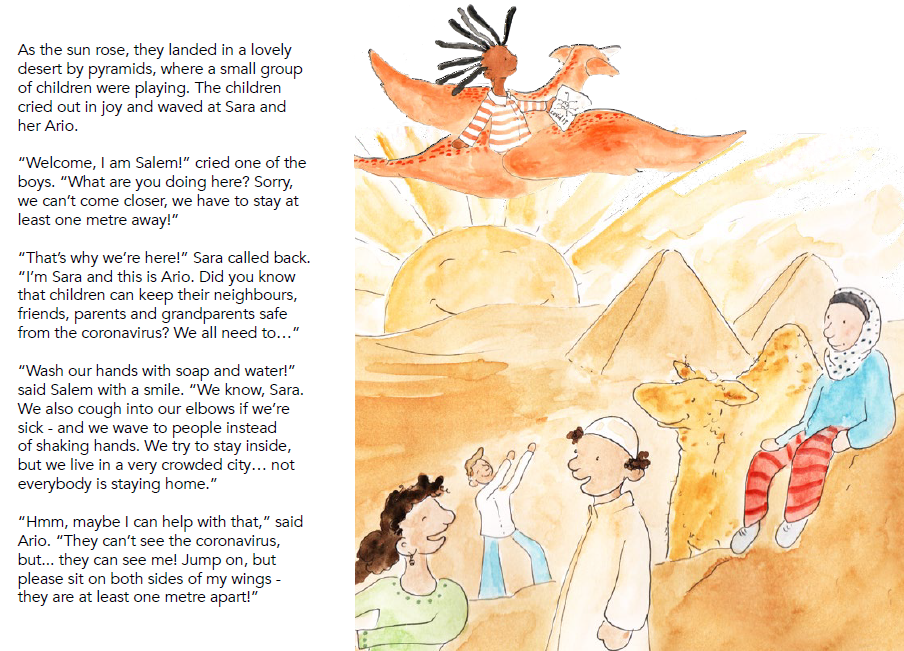 As the sun rose, they landed in a lovely
desert by pyramids, where a small group
of children were playing. The children
cried out in joy and waved at Sara and
her Ario.
“Welcome, I am Salem!” cried one of the
boys. “What are you doing here? Sorry,
we can’t come closer, we have to stay at
least one metre away!”
“That’s why we’re here!” Sara called back.
“I’m Sara and this is Ario. Did you know
that children can keep their neighbours,
friends, parents and grandparents safe
from the coronavirus? We all need to…”
“Wash our hands with soap and water!”
said Salem with a smile. “We know, Sara.
We also cough into our elbows if we’re
sick - and we wave to people instead
of shaking hands. We try to stay inside,
but we live in a very crowded city… not
everybody is staying home.”
“Hmm, maybe I can help with that,” said
Ario. “They can’t see the coronavirus,
but... they can see me! Jump on, but
please sit on both sides of my wings -
they are at least one metre apart!”